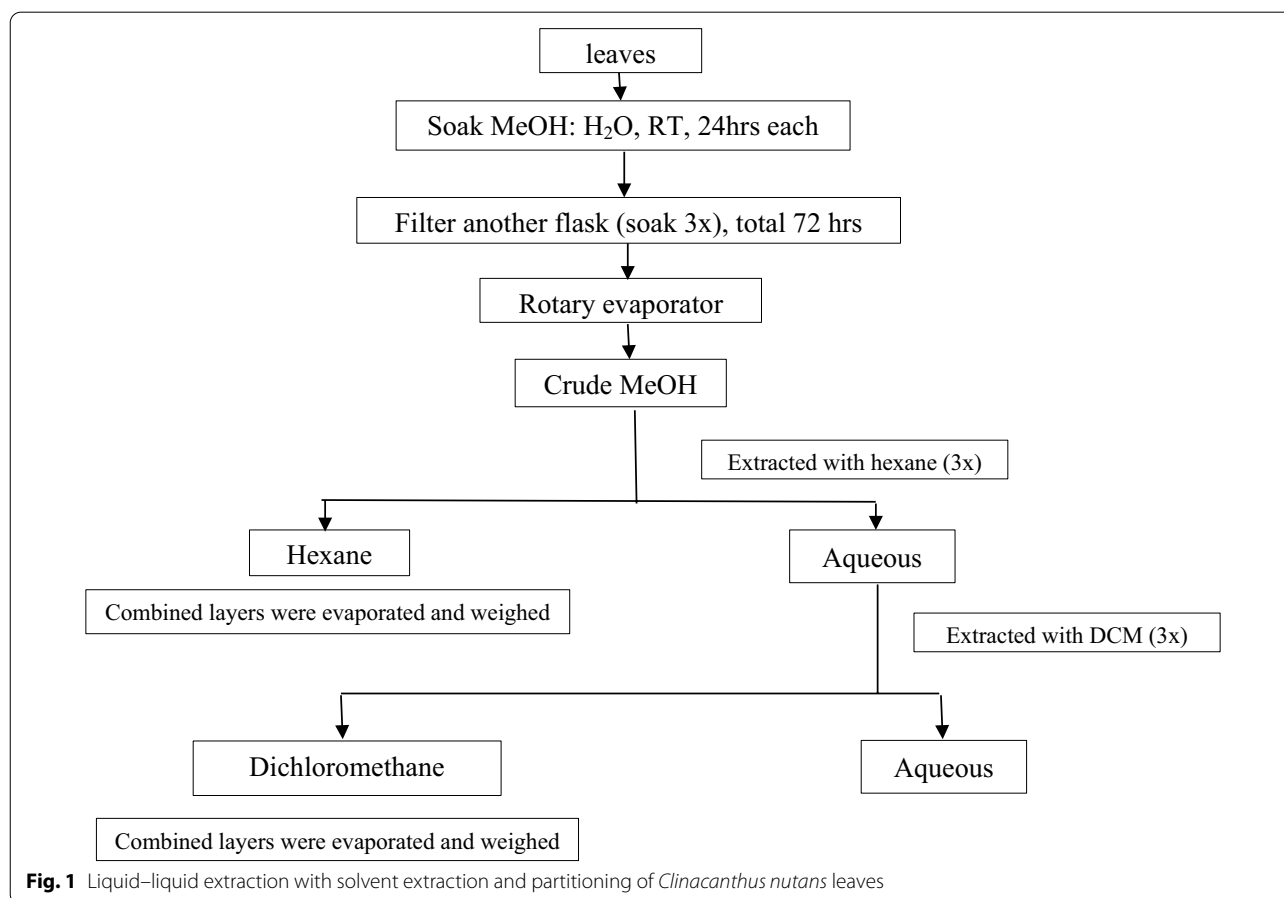 leaves
Soak MeOH: H₂O, RT, 24hrs each
Filter another flask (soak 3x), total 72 hrs
Rotary evaporator
Crude MeOH
Extracted with hexane (3x)
Hexane
Aqueous
Combined layers were evaporated and weighed
Extracted with DCM (3x)
Dichloromethane
Aqueous
Combined layers were evaporated and weighed
Fig. 1 Liquid–liquid extraction with solvent extraction and partitioning of Clinacanthus nutans leaves